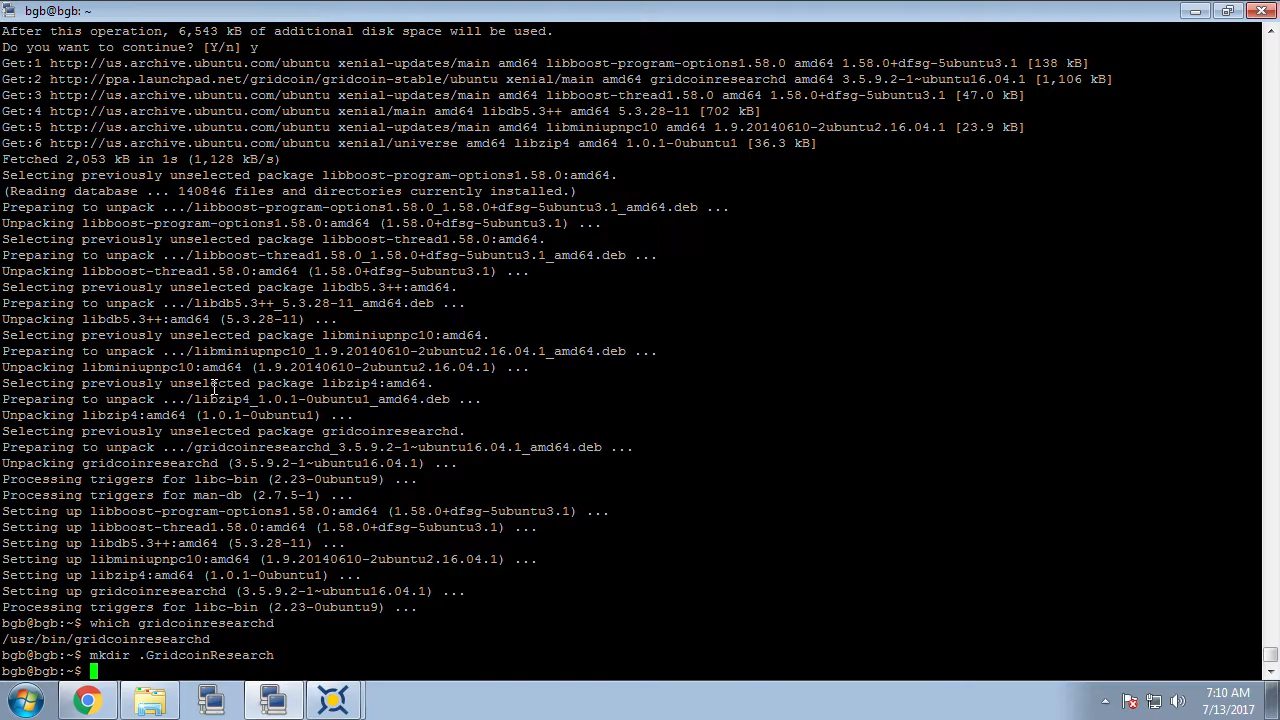 bgb@bgb: ~
After this operation, 6,543 kB of additional disk space will be used.
Do you want to continue? [Y/n] y
Get:1 http://us.archive.ubuntu.com/ubuntu xenial-updates/main amd64 libboost-program-options1.58.0 amd64 1.58.0+dfsg-5ubuntu3.1 [138 kB]
Get:2 http://ppa.launchpad.net/gridcoin/gridcoin-stable/ubuntu xenial/main amd64 gridcoinresearchd amd64 3.5.9.2-1~ubuntu16.04.1 [1,106 kB]
Get:3 http://us.archive.ubuntu.com/ubuntu xenial-updates/main amd64 libboost-thread1.58.0 amd64 1.58.0+dfsg-5ubuntu3.1 [47.0 kB]
Get:4 http://us.archive.ubuntu.com/ubuntu xenial/main amd64 libdb5.3++ amd64 5.3.28-11 [702 kB]
Get:5 http://us.archive.ubuntu.com/ubuntu xenial-updates/main amd64 libminiupnpc10 amd64 1.9.20140610-2ubuntu2.16.04.1 [23.9 kB]
Get:6 http://us.archive.ubuntu.com/ubuntu xenial/universe amd64 libzip4 amd64 1.0.1-0ubuntu1 [36.3 kB]
Fetched 2,053 kB in 1s (1,128 kB/s)
Selecting previously unselected package libboost-program-options1.58.0:amd64.
(Reading database ... 140846 files and directories currently installed.)
Preparing to unpack .../libboost-program-options1.58.0_1.58.0+dfsg-5ubuntu3.1_amd64.deb ...
Unpacking libboost-program-options1.58.0:amd64 (1.58.0+dfsg-5ubuntu3.1) ...
Selecting previously unselected package libboost-thread1.58.0:amd64.
Preparing to unpack .../libboost-thread1.58.0_1.58.0+dfsg-5ubuntu3.1_amd64.deb ...
Unpacking libboost-thread1.58.0:amd64 (1.58.0+dfsg-5ubuntu3.1) ...
Selecting previously unselected package libdb5.3++:amd64.
Preparing to unpack .../libdb5.3++_5.3.28-11_amd64.deb ...
Unpacking libdb5.3++:amd64 (5.3.28-11) ...
Selecting previously unselected package libminiupnpc10:amd64.
Preparing to unpack .../libminiupnpc10_1.9.20140610-2ubuntu2.16.04.1_amd64.deb ...
Unpacking libminiupnpc10:amd64 (1.9.20140610-2ubuntu2.16.04.1) ...
Selecting previously unselected package libzip4:amd64.
Preparing to unpack .../libzip4_1.0.1-0ubuntu1_amd64.deb ...
Unpacking libzip4:amd64 (1.0.1-0ubuntu1) ...
Selecting previously unselected package gridcoinresearchd.
Preparing to unpack .../gridcoinresearchd_3.5.9.2-1~ubuntu16.04.1_amd64.deb ...
Unpacking gridcoinresearchd (3.5.9.2-1~ubuntu16.04.1) ...
Processing triggers for libc-bin (2.23-0ubuntu9) ...
Processing triggers for man-db (2.7.5-1) ...
Setting up libboost-program-options1.58.0:amd64 (1.58.0+dfsg-5ubuntu3.1) ...
Setting up libboost-thread1.58.0:amd64 (1.58.0+dfsg-5ubuntu3.1) ...
Setting up libdb5.3++:amd64 (5.3.28-11) ...
Setting up libminiupnpc10:amd64 (1.9.20140610-2ubuntu2.16.04.1) ...
Setting up libzip4:amd64 (1.0.1-0ubuntu1) ...
Setting up gridcoinresearchd (3.5.9.2-1~ubuntu16.04.1) ...
Processing triggers for libc-bin (2.23-0ubuntu9) ...
bgb@bgb:~$ which gridcoinresearchd
/usr/bin/gridcoinresearchd
bgb@bgb:~$ mkdir .GridcoinResearch
bgb@bgb:~$
7:10 AM
7/13/2017